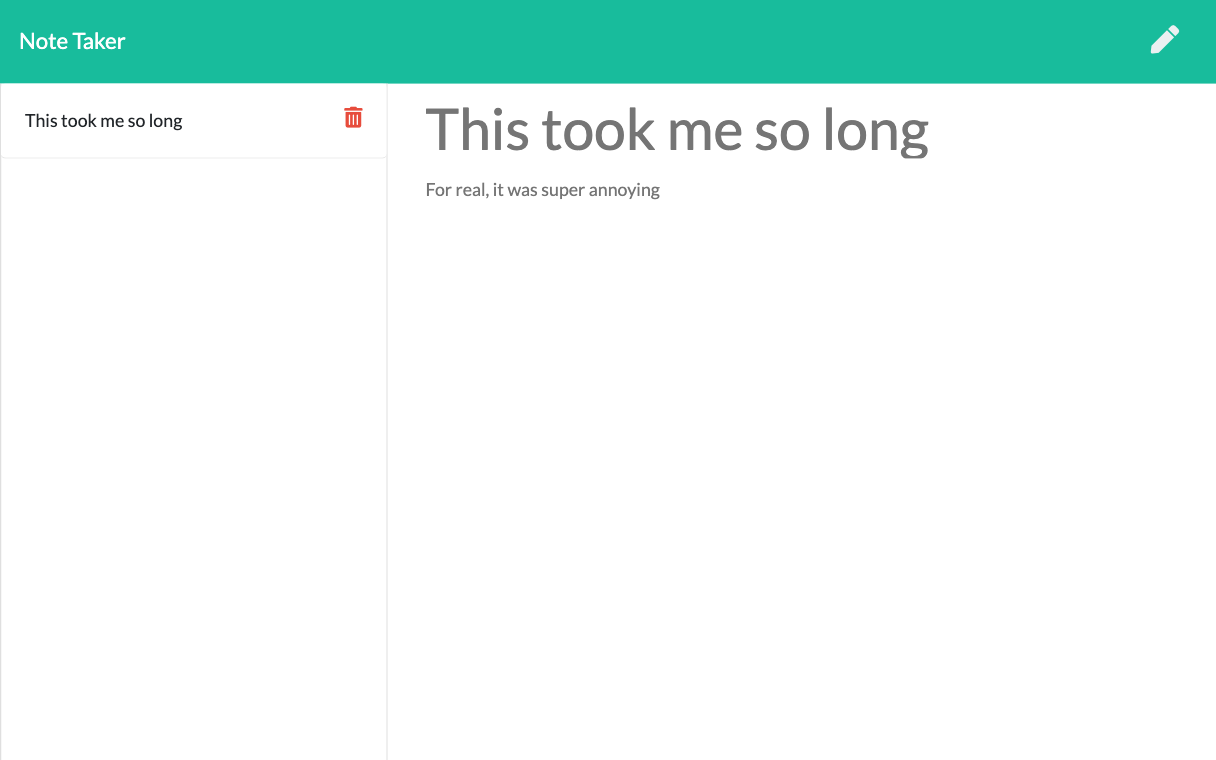 Note Taker
This took me so long
This took me so long
For real, it was super annoying